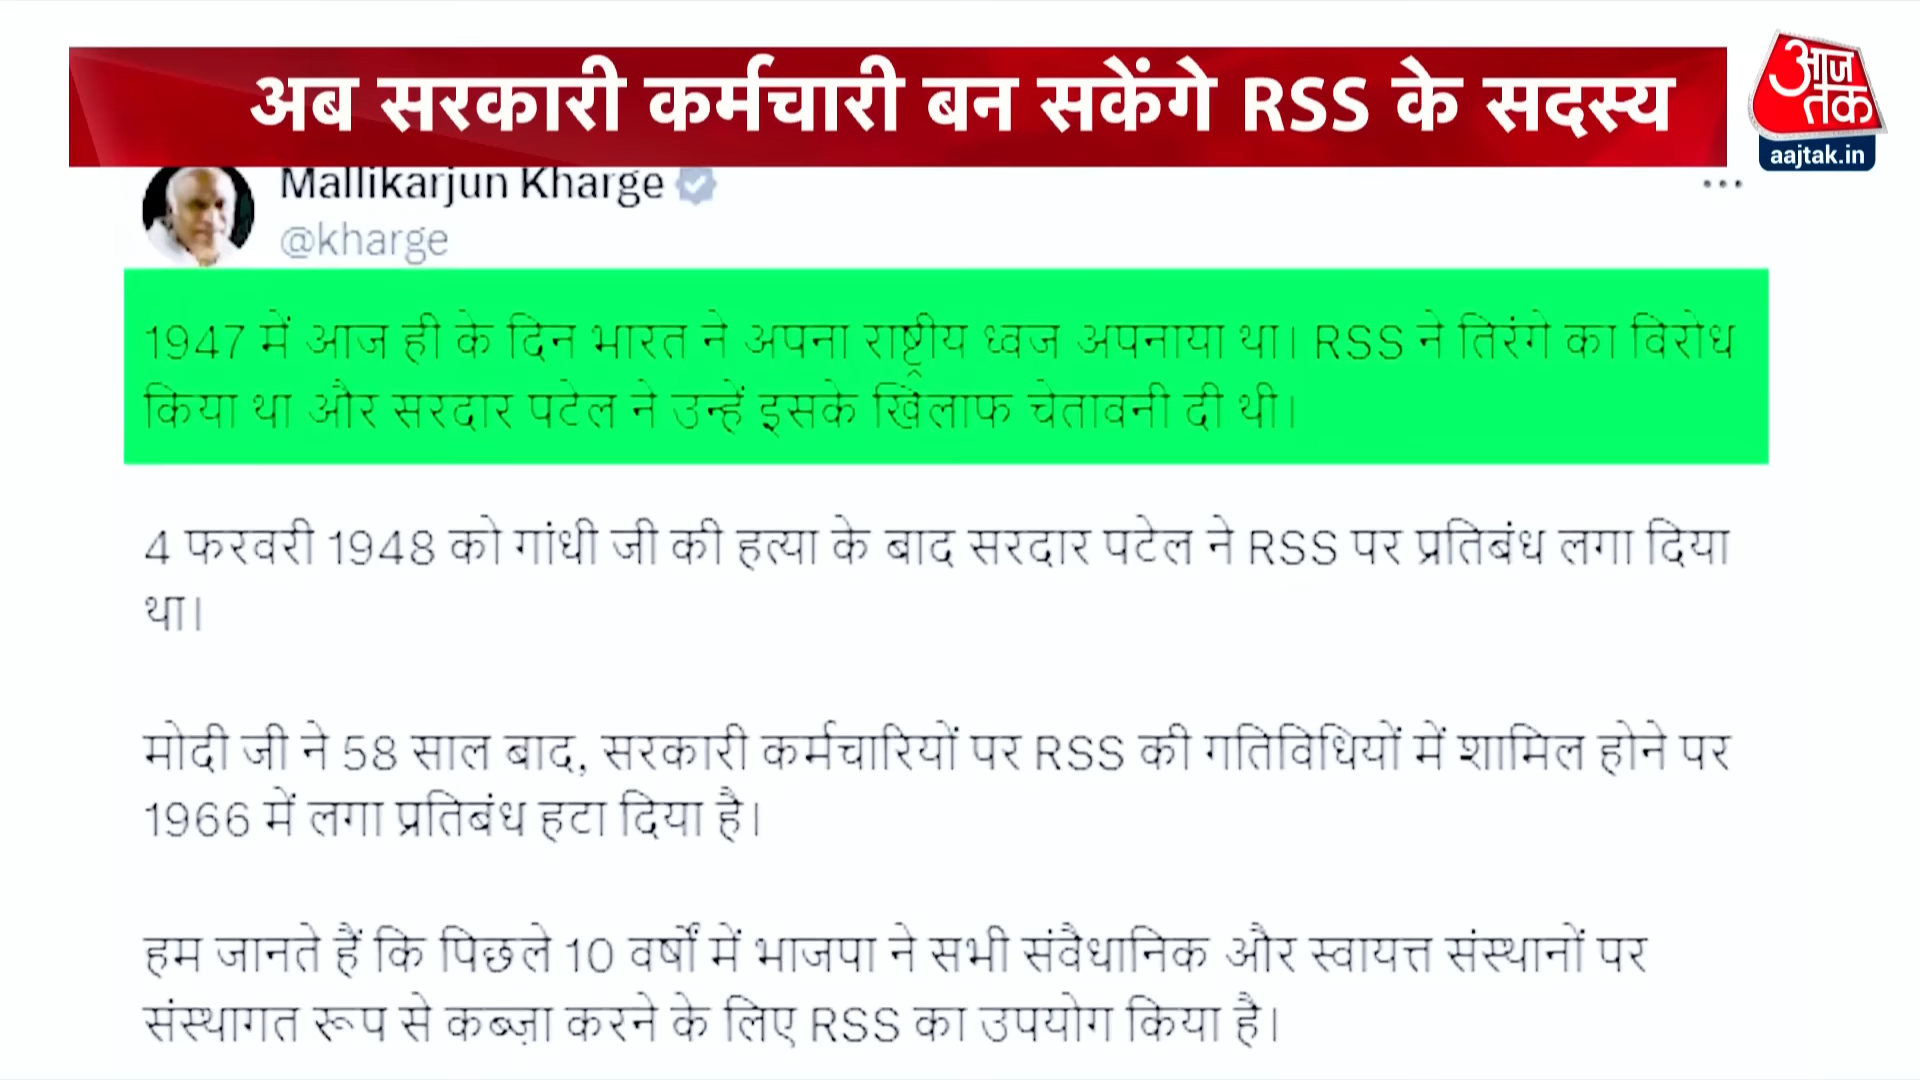 अब सरकारी कर्मचारी बन सकेंगे RSS के सदस्य
आज
तक
aajtak.in
Mallikarjun Kharge
@kharge
1947 में आज ही के दिन भारत ने अपना राष्ट्रीय ध्वज अपनाया था। RSS ने तिरंगे का विरोध
किया था और सरदार पटेल ने उन्हें इसके खिलाफ चेतावनी दी थी।
4 फरवरी 1948 को गांधी जी की हत्या के बाद सरदार पटेल ने RSS पर प्रतिबंध लगा दिया
था।
मोदी जी ने 58 साल बाद, सरकारी कर्मचारियों पर RSS की गतिविधियों में शामिल होने पर
1966 में लगा प्रतिबंध हटा दिया है।
हम जानते हैं कि पिछले 10 वर्षों में भाजपा ने सभी संवैधानिक और स्वायत्त संस्थानों पर
संस्थागत रूप से कब्ज़ा करने के लिए RSS का उपयोग किया है।